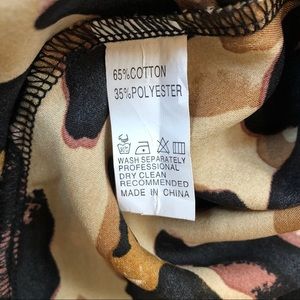 65%COTTON
35%POLYESTER
WASH SEPARATELY
PROFESSIONAL
DRY CLEAN
RECOMMENDED
MADE IN CHINA